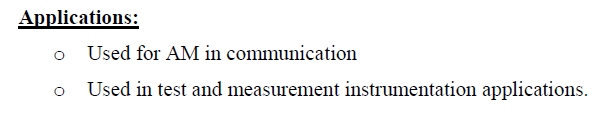 Applications:
o Used for AM in communication
o Used in test and measurement instrumentation applications.